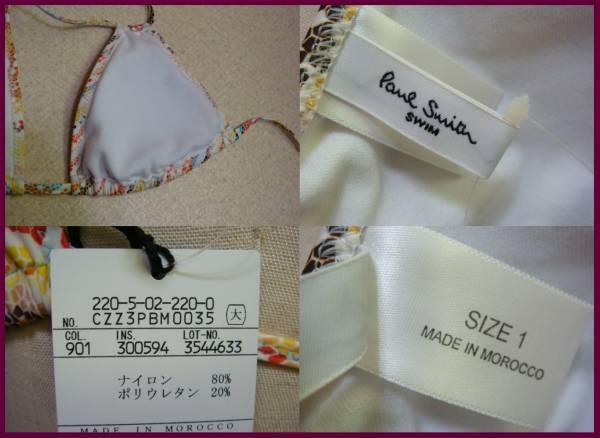 Paul Smith
SWIM
220-5-02-220-0
NO. CZZ3PBM0035 (大)
COL. INS. LOT-NO.
901 300594 3544633
ナイロン 80%
ポリウレタン 20%
MADE IN MOROCCO
SIZE 1
MADE IN MOROCCO